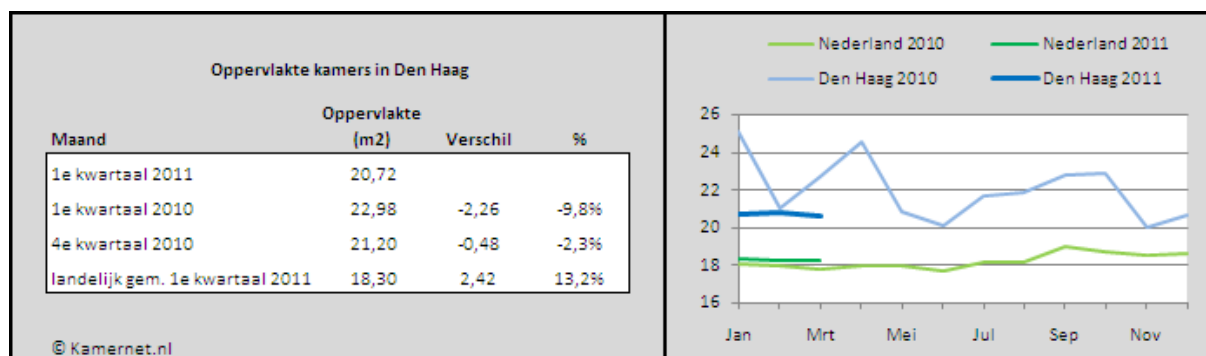 Oppervlakte kamers in Den Haag
Oppervlakte
Maand (m2) Verschil %
1e kwartaal 2011 20,72
1e kwartaal 2010 22,98 -2,26 -9,8%
4e kwartaal 2010 21,20 -0,48 -2,3%
landelijk gem. 1e kwartaal 2011 18,30 2,42 13,2%
© Kamernet.nl
Nederland 2010 Nederland 2011
Den Haag 2010 Den Haag 2011
26
24
22
20
18
16
Jan Mrt Mei Jul Sep Nov